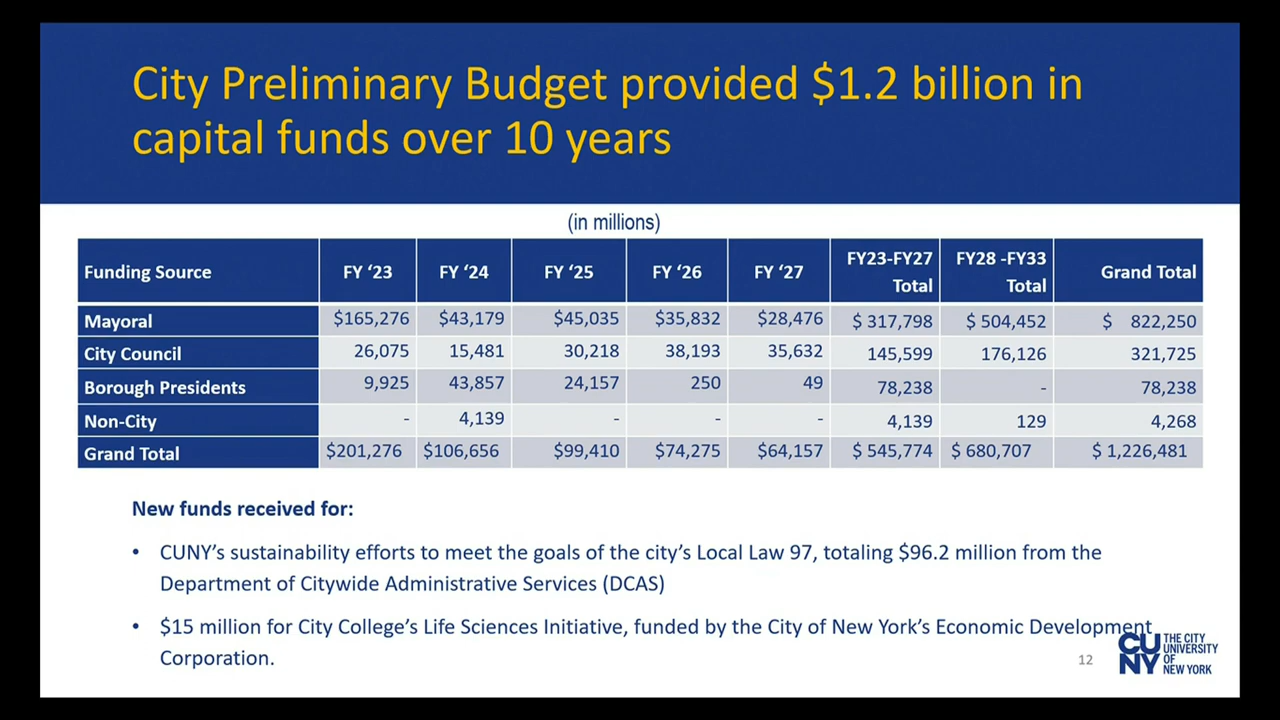 City Preliminary Budget provided $1.2 billion in
capital funds over 10 years
(in millions)
Funding Source FY ‘23 FY ‘24 FY ‘25 FY ‘26 FY ‘27 FY23-FY27 Total FY28 -FY33 Total Grand Total
Mayoral $165,276 $43,179 $45,035 $35,832 $28,476 $ 317,798 $ 504,452 $ 822,250
City Council 26,075 15,481 30,218 38,193 35,632 145,599 176,126 321,725
Borough Presidents 9,925 43,857 24,157 250 49 78,238 - 78,238
Non-City - 4,139 - - - 4,139 129 4,268
Grand Total $201,276 $106,656 $99,410 $74,275 $64,157 $ 545,774 $ 680,707 $ 1,226,481
New funds received for:
• CUNY’s sustainability efforts to meet the goals of the city’s Local Law 97, totaling $96.2 million from the
Department of Citywide Administrative Services (DCAS)
• $15 million for City College’s Life Sciences Initiative, funded by the City of New York’s Economic Development
Corporation.
12
CU
NY
THE CITY
UNIVERSITY
OF
NEW YORK